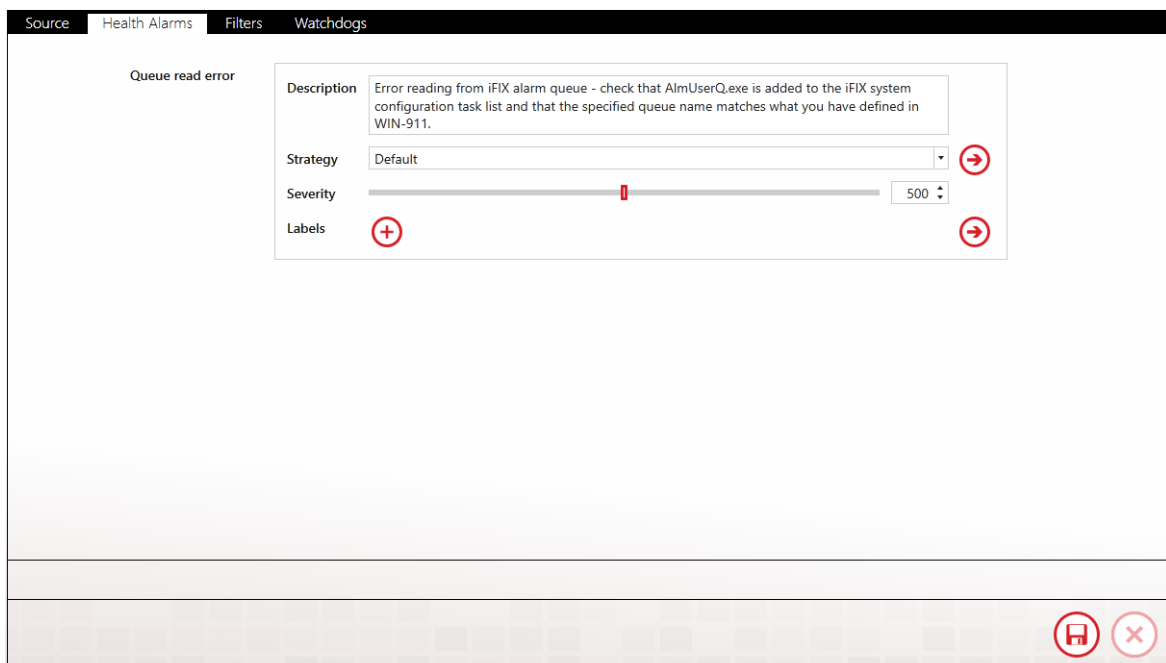 Source Health Alarms Filters Watchdogs
Queue read error
Description
Error reading from iFIX alarm queue - check that AlmUserQ.exe is added to the iFIX system
configuration task list and that the specified queue name matches what you have defined in
WIN-911.
Strategy Default
Severity 500
Labels